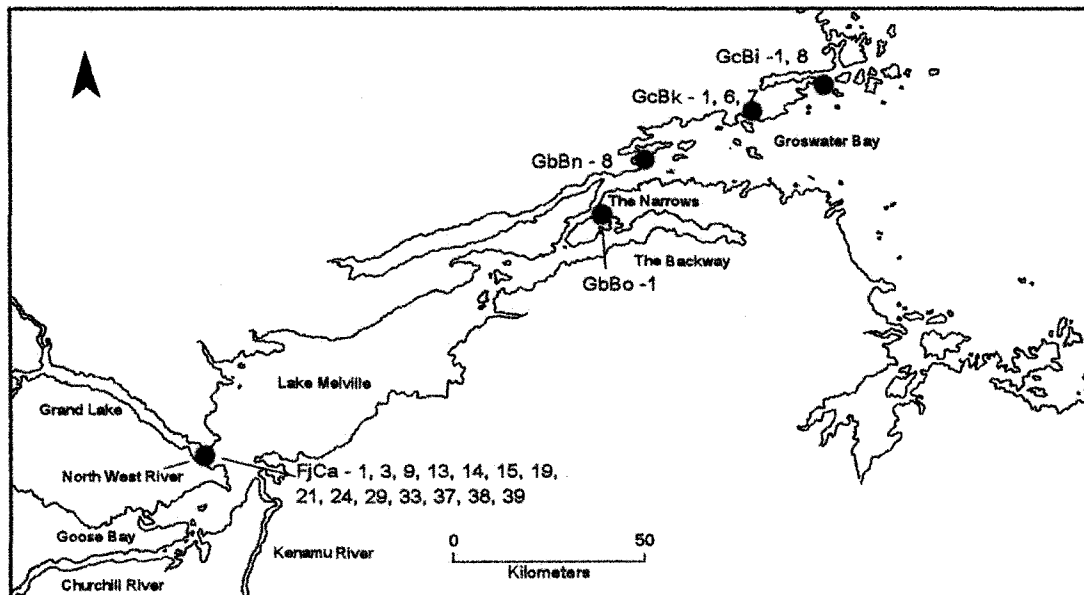 GcBi -1, 8
GcBk - 1, 6, 7
Groswater Bay
GbBn - 8
The Narrows
The Backway
GbBo -1
Lake Melville
Grand Lake
North West River
FjCa - 1, 3, 9, 13, 14, 15, 19,
21, 24, 29, 33, 37, 38, 39
Goose Bay
Kenamu River
Churchill River
0 50
Kilometers